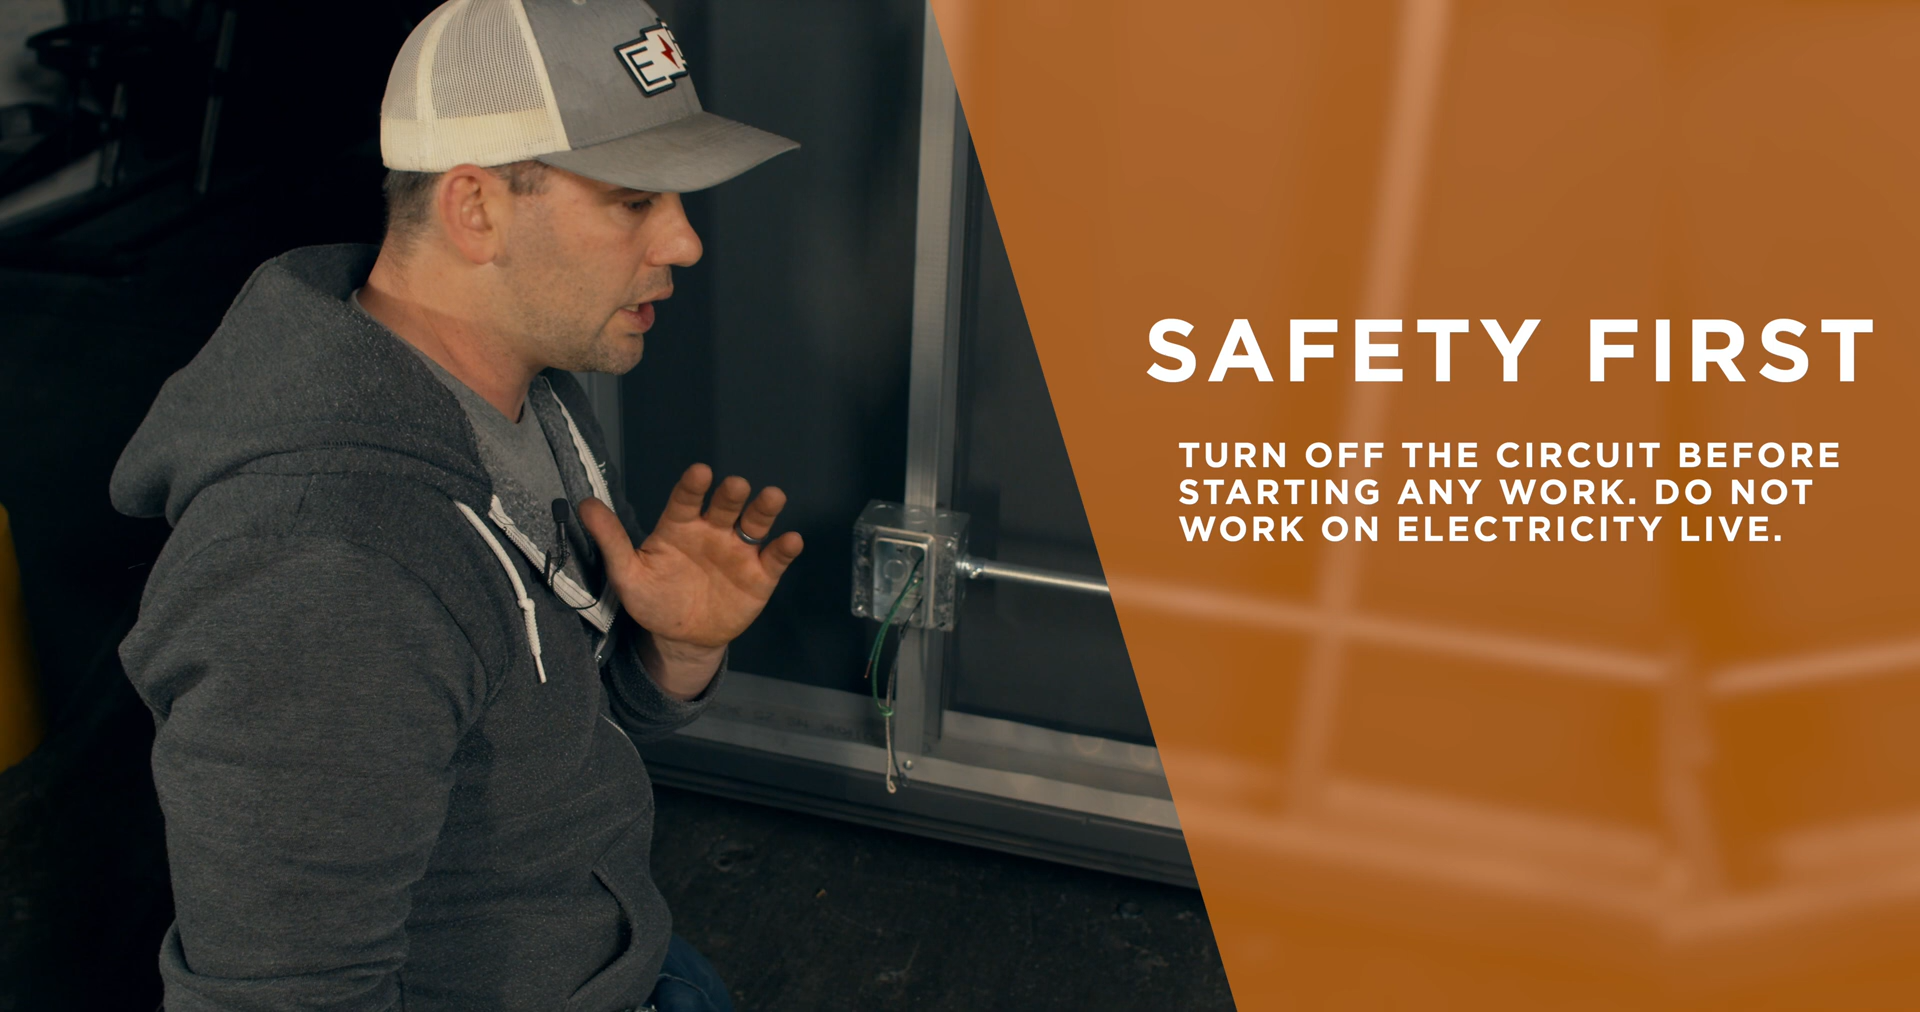 SAFETY FIRST
TURN OFF THE CIRCUIT BEFORE
STARTING ANY WORK. DO NOT
WORK ON ELECTRICITY LIVE.